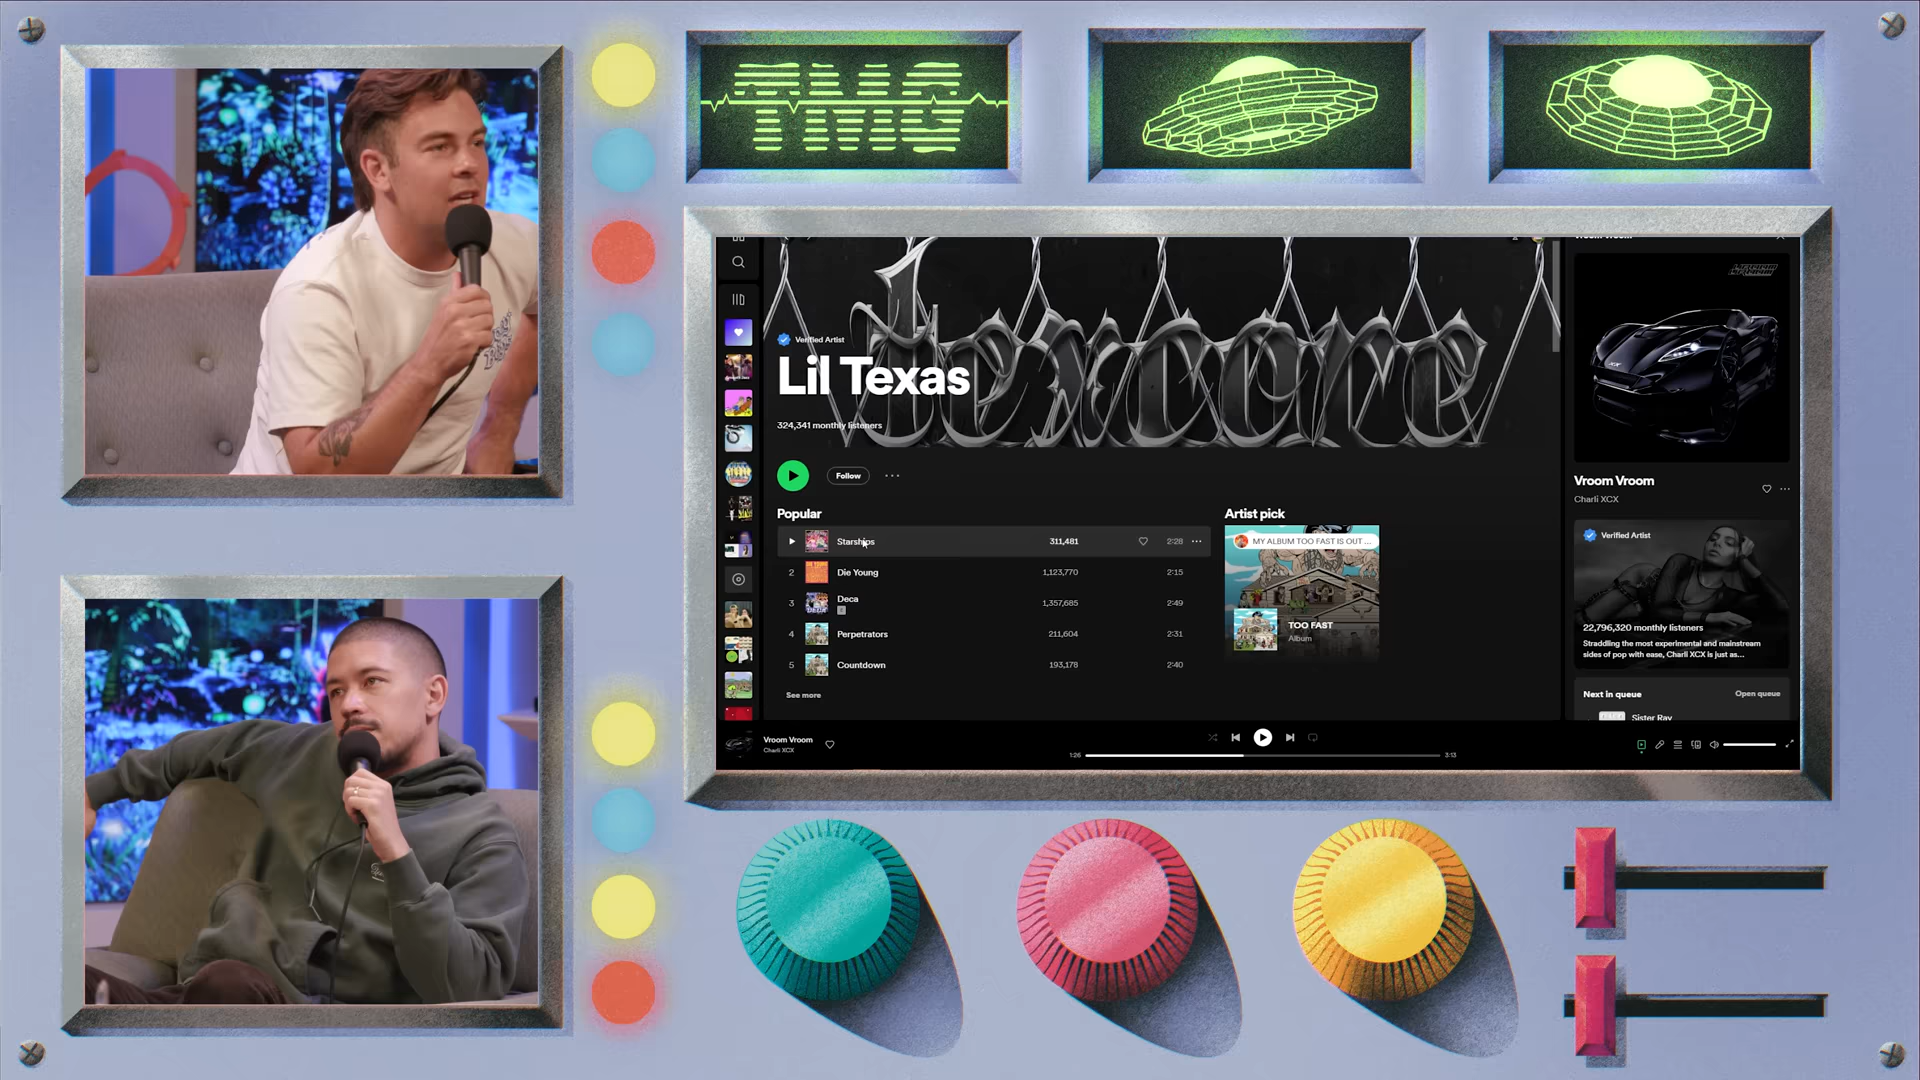 TMG
Verified Artist
Lil Texas
Texcore
324,341 monthly listeners
Follow
Popular
Starships 311,481 2:28
2 Die Young 1,123,770 2:15
3 Deca 1,357,685 2:49
E
4 Perpetrators 211,604 2:31
5 Countdown 193,178 2:40
See more
Artist pick
MY ALBUM TOO FAST IS OUT ...
TOO FAST
Album
XCX
Vroom Vroom
Charli XCX
Verified Artist
22,796,320 monthly listeners
Straddling the most experimental and mainstream
sides of pop with ease, Charli XCX is just as...
Next in queue Open queue
Sister Ray
Vroom Vroom
Charli XCX
1:26 3:13